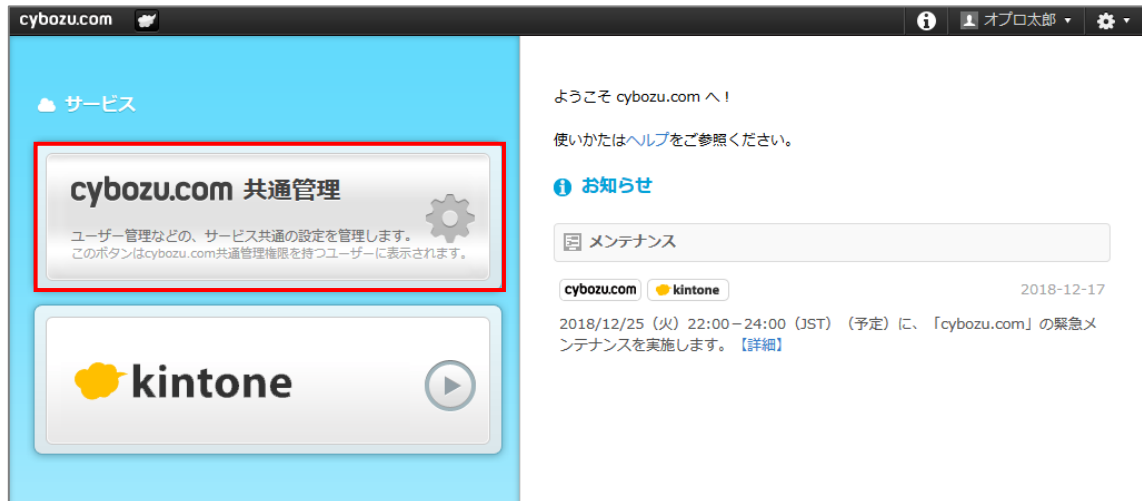 cybozu.com
オプロ太郎
サービス
cybozu.com 共通管理
ユーザー管理などの、サービス共通の設定を管理します。
このボタンはcybozu.com共通管理権限を持つユーザーに表示されます。
kintone
ようこそ cybozu.com へ！
使いかたはヘルプをご参照ください。
お知らせ
メンテナンス
cybozu.com kintone 2018-12-17
2018/12/25（火）22:00－24:00（JST）（予定）に、「cybozu.com」の緊急メ
ンテナンスを実施します。【詳細】